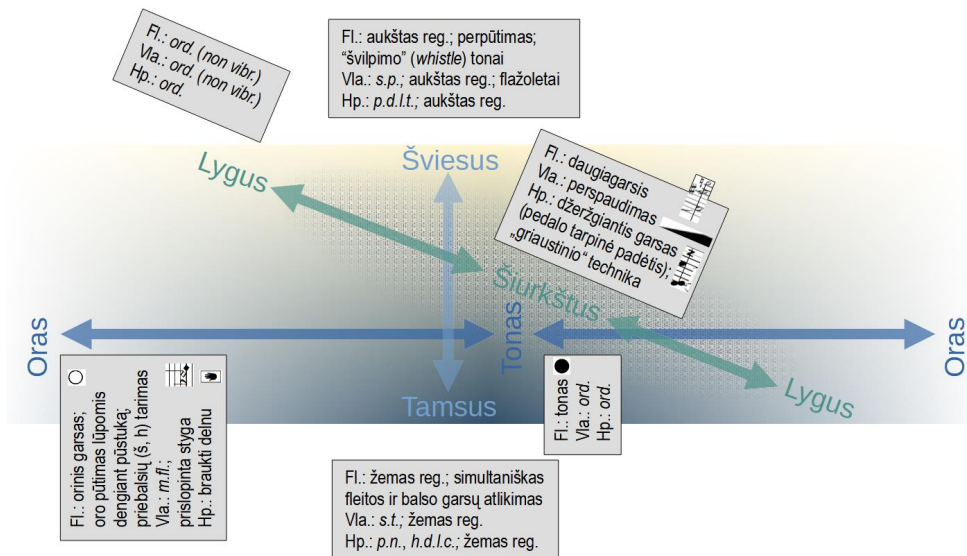 Fl.: ord. (non vibr.)
Vla.: ord. (non vibr.)
Hp.: ord.
Fl.: aukštas reg.; perpūtimas;
“švilpimo” (whistle) tonai
Vla.: s.p.; aukštas reg.; flažoletai
Hp.: p.d.l.t.; aukštas reg.
Lygus
Šviesus
Fl.: daugiagarsis
Vla.: perspaudimas
Hp.: džeržgiantis garsas
(pedalo tarpinė padėtis);
„griaustinio“ technika
Šiurkštus
Oras
Tonas
Oras
Tamsus
Lygus
Fl.: orinis garsas;
oro pūtimas lūpomis
dengiant pūstuką;
priebalsių (š, h) tarimas
Vla.: m.fl.;
prislopinta styga
Hp.: braukti delnu
Fl.: tonas
Vla.: ord.
Hp.: ord.
Fl.: žemas reg.; simultaniškas
fleitos ir balso garsų atlikimas
Vla.: s.t.; žemas reg.
Hp.: p.n., h.d.l.c.; žemas reg.